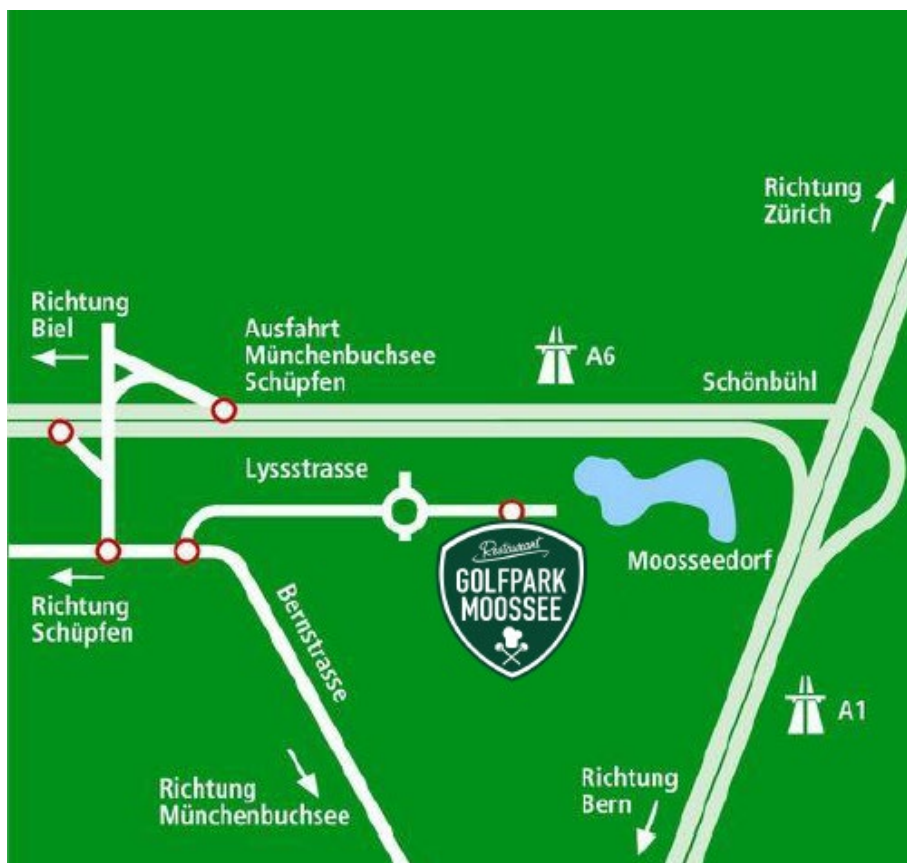 Richtung
Zürich
Richtung
Biel
Ausfahrt
Münchenbuchsee
Schüpfen
A6
Schönbühl
Lyssstrasse
Restaurant
GOLFPARK
MOOSSEE
Moosseedorf
Richtung
Schüpfen
Bernstrasse
A1
Richtung
Münchenbuchsee
Richtung
Bern